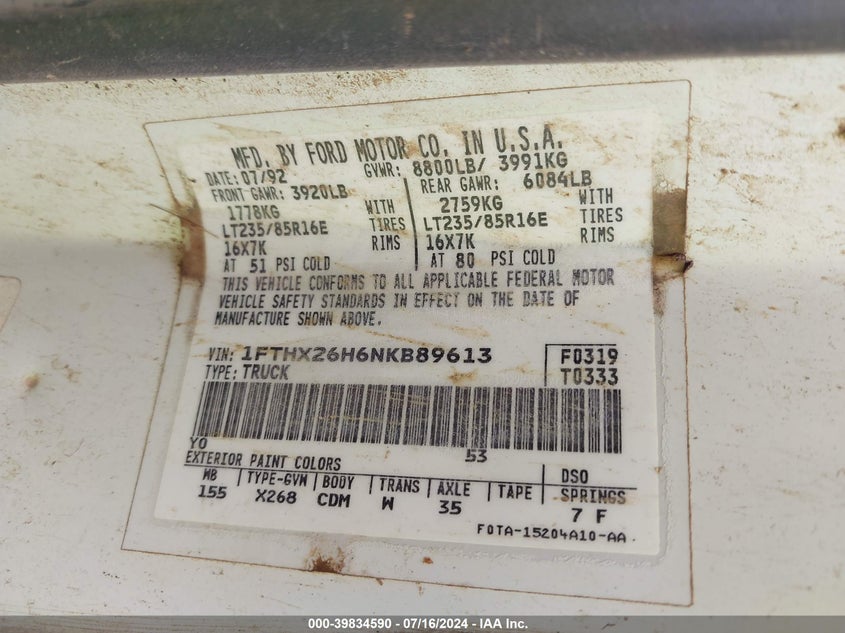 MFD. BY FORD MOTOR CO. IN U.S.A.
DATE: 07/92 GVWR: 8800LB/ 3991KG
FRONT GAWR: 3920LB REAR GAWR: 6084LB
1778KG WITH 2759KG WITH
LT235/85R16E TIRES LT235/85R16E TIRES
16X7K RIMS 16X7K RIMS
AT 51 PSI COLD AT 80 PSI COLD
THIS VEHICLE CONFORMS TO ALL APPLICABLE FEDERAL MOTOR
VEHICLE SAFETY STANDARDS IN EFFECT ON THE DATE OF
MANUFACTURE SHOWN ABOVE.
VIN: 1FTHX26H6NKB89613 F0319
TYPE: TRUCK T0333
YO 53
EXTERIOR PAINT COLORS DSO
WB TYPE-GVW BODY TRANS AXLE TAPE SPRINGS
155 X268 CDM W 35 7 F
F0TA-15204A10-AA
000-39834590 - 07/16/2024 - IAA Inc.